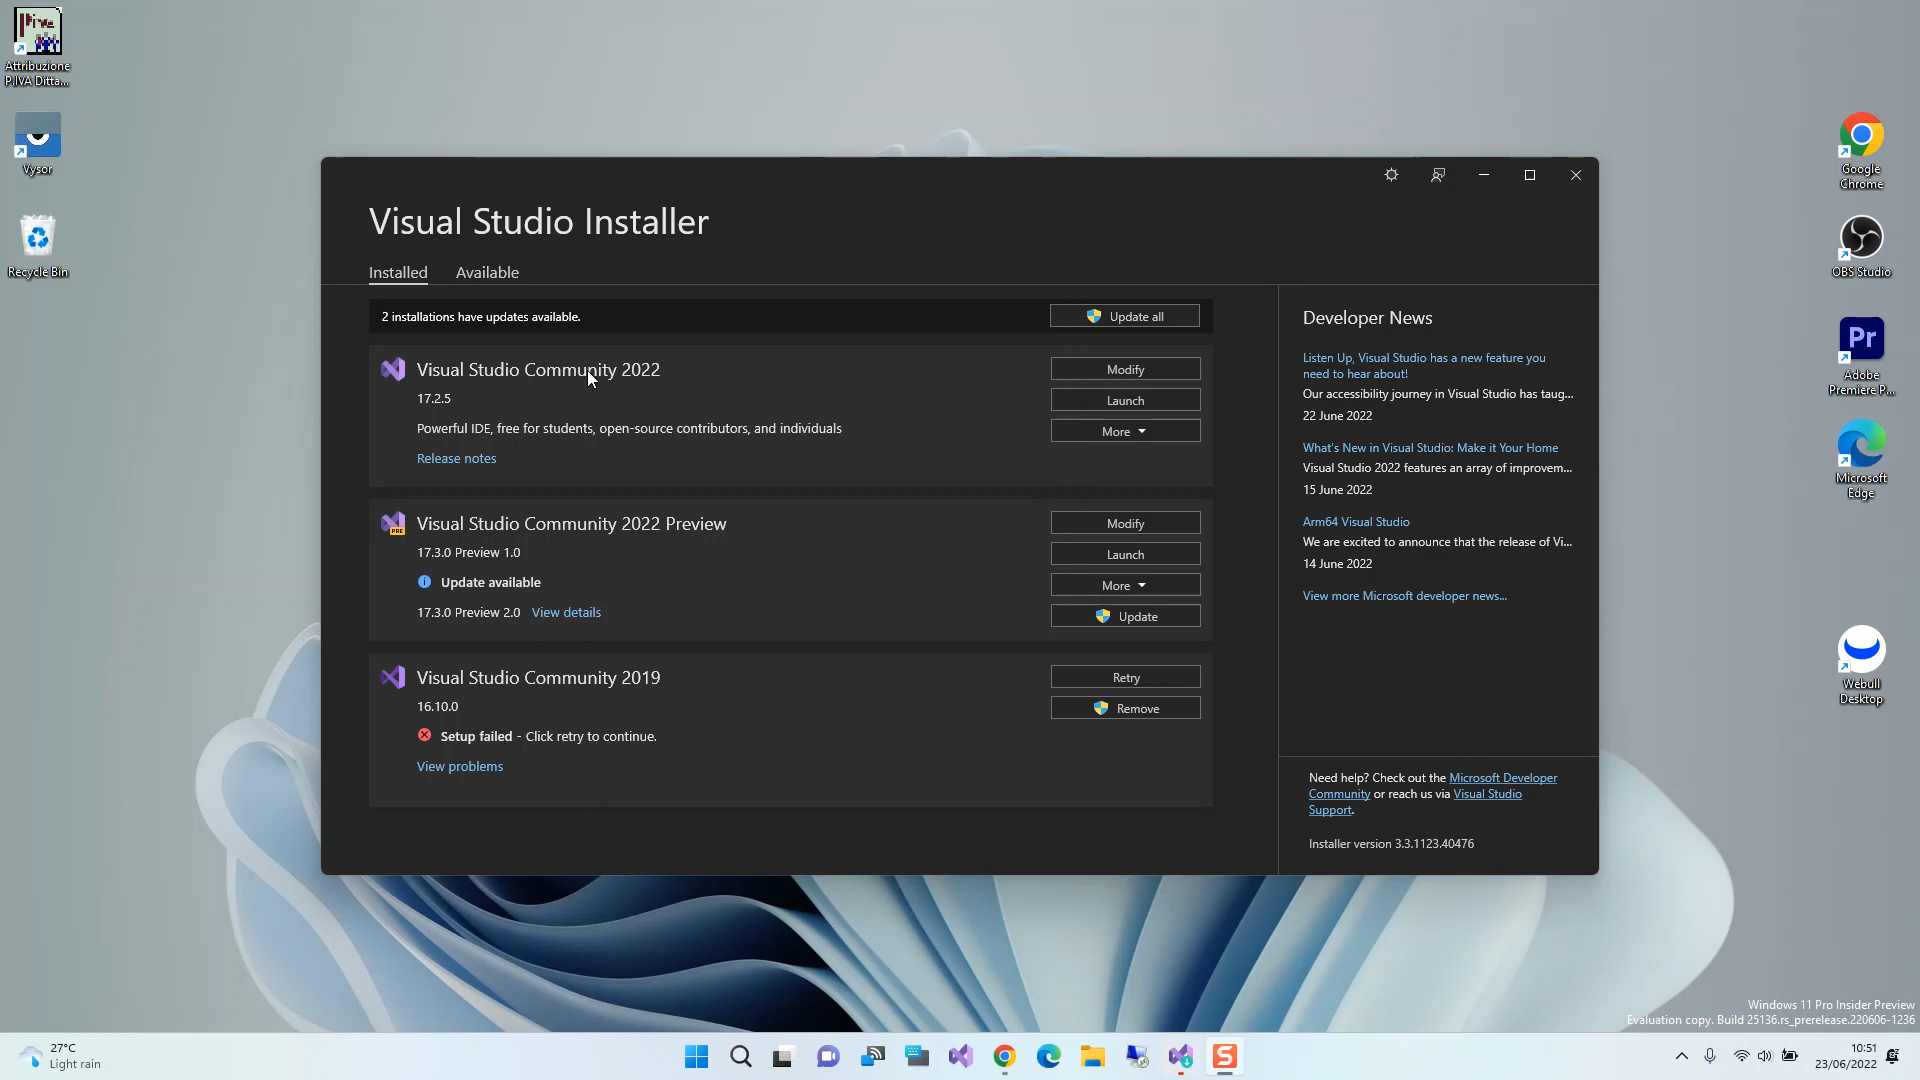 Attribuzione
P.IVA Ditta...
Vysor
Recycle Bin
Visual Studio Installer
Installed
Available
2 installations have updates available.
Update all
Visual Studio Community 2022
17.2.5
Powerful IDE, free for students, open-source contributors, and individuals
Release notes
Modify
Launch
More
Visual Studio Community 2022 Preview
17.3.0 Preview 1.0
Update available
17.3.0 Preview 2.0 View details
Modify
Launch
More
Update
Visual Studio Community 2019
16.10.0
Setup failed - Click retry to continue.
View problems
Retry
Remove
Developer News
Listen Up, Visual Studio has a new feature you
need to hear about!
Our accessibility journey in Visual Studio has taug...
22 June 2022
What's New in Visual Studio: Make it Your Home
Visual Studio 2022 features an array of improvem...
15 June 2022
Arm64 Visual Studio
We are excited to announce that the release of Vi...
14 June 2022
View more Microsoft developer news...
Need help? Check out the Microsoft Developer
Community or reach us via Visual Studio
Support.
Installer version 3.3.1123.40476
Google
Chrome
OBS Studio
Pr
Adobe
Premiere P...
Microsoft
Edge
Webull
Desktop
Windows 11 Pro Insider Preview
Evaluation copy. Build 25136.rs_prerelease.220606-1236
27°C
Light rain
10:51
23/06/2022